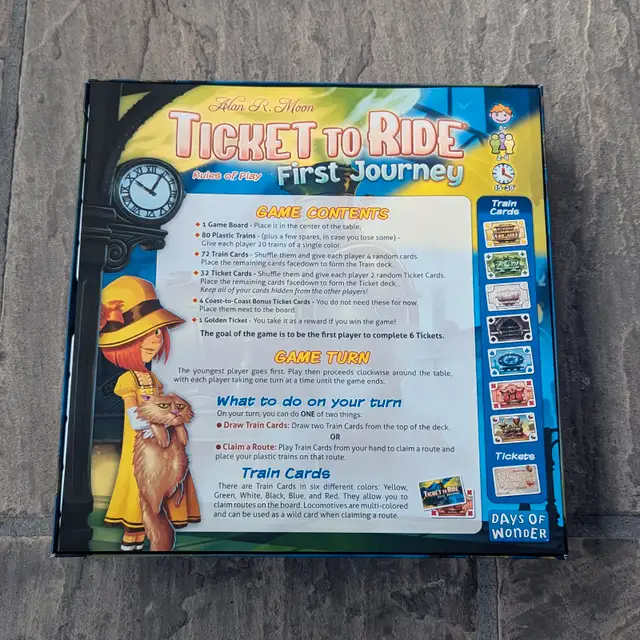 Alan R. Moon
TICKET TO RIDE
Rules of Play
First Journey
6+
2-4
15-30'
GAME CONTENTS
1 Game Board - Place it in the center of the table.
80 Plastic Trains - (plus a few spares, in case you lose some) -
Give each player 20 trains of a single color.
72 Train Cards - Shuffle them and give each player 4 random cards.
Place the remaining cards facedown to form the Train deck.
32 Ticket Cards - Shuffle them and give each player 2 random Ticket Cards.
Place the remaining cards facedown to form the Ticket deck.
Keep all of your cards hidden from the other players!
4 Coast-to-Coast Bonus Ticket Cards - You do not need these for now.
Place them next to the board.
1 Golden Ticket - You take it as a reward if you win the game!
The goal of the game is to be the first player to complete 6 Tickets.
GAME TURN
The youngest player goes first. Play then proceeds clockwise around the table,
with each player taking one turn at a time until the game ends.
What to do on your turn
On your turn, you can do ONE of two things:
Draw Train Cards: Draw two Train Cards from the top of the deck.
OR
Claim a Route: Play Train Cards from your hand to claim a route and
place your plastic trains on that route.
Train Cards
There are Train Cards in six different colors: Yellow,
Green, White, Black, Blue, and Red. They allow you to
claim routes on the board. Locomotives are multi-colored
and can be used as a wild card when claiming a route.
TICKET TO RIDE
Train
Cards
Tickets
DAYS OF
WONDER